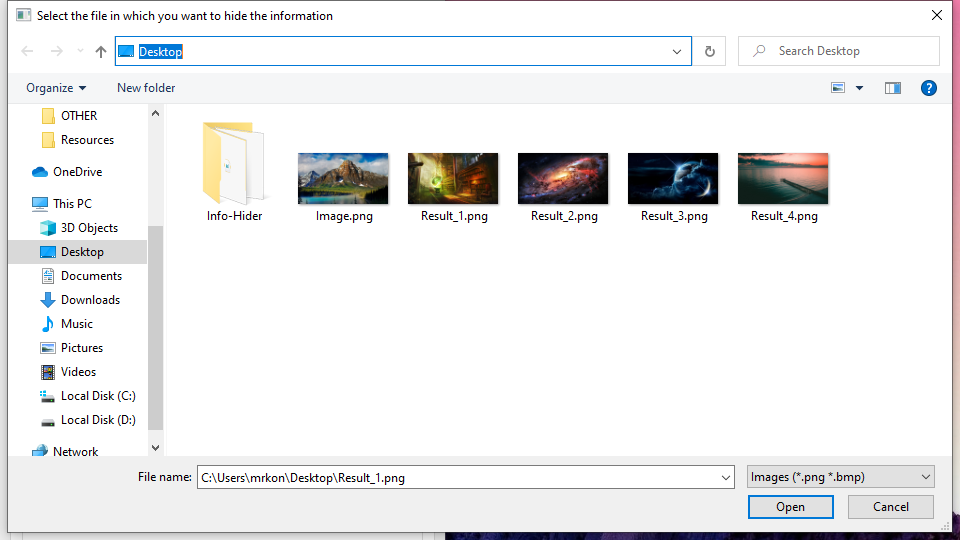 Select the file in which you want to hide the information
Desktop
Search Desktop
Organize
New folder
?
OTHER
Resources
OneDrive
This PC
3D Objects
Desktop
Documents
Downloads
Music
Pictures
Videos
Local Disk (C:)
Local Disk (D:)
Network
Info-Hider
Image.png
Result_1.png
Result_2.png
Result_3.png
Result_4.png
File name:
C:\Users\mrkon\Desktop\Result_1.png
Images (*.png *.bmp)
Open
Cancel